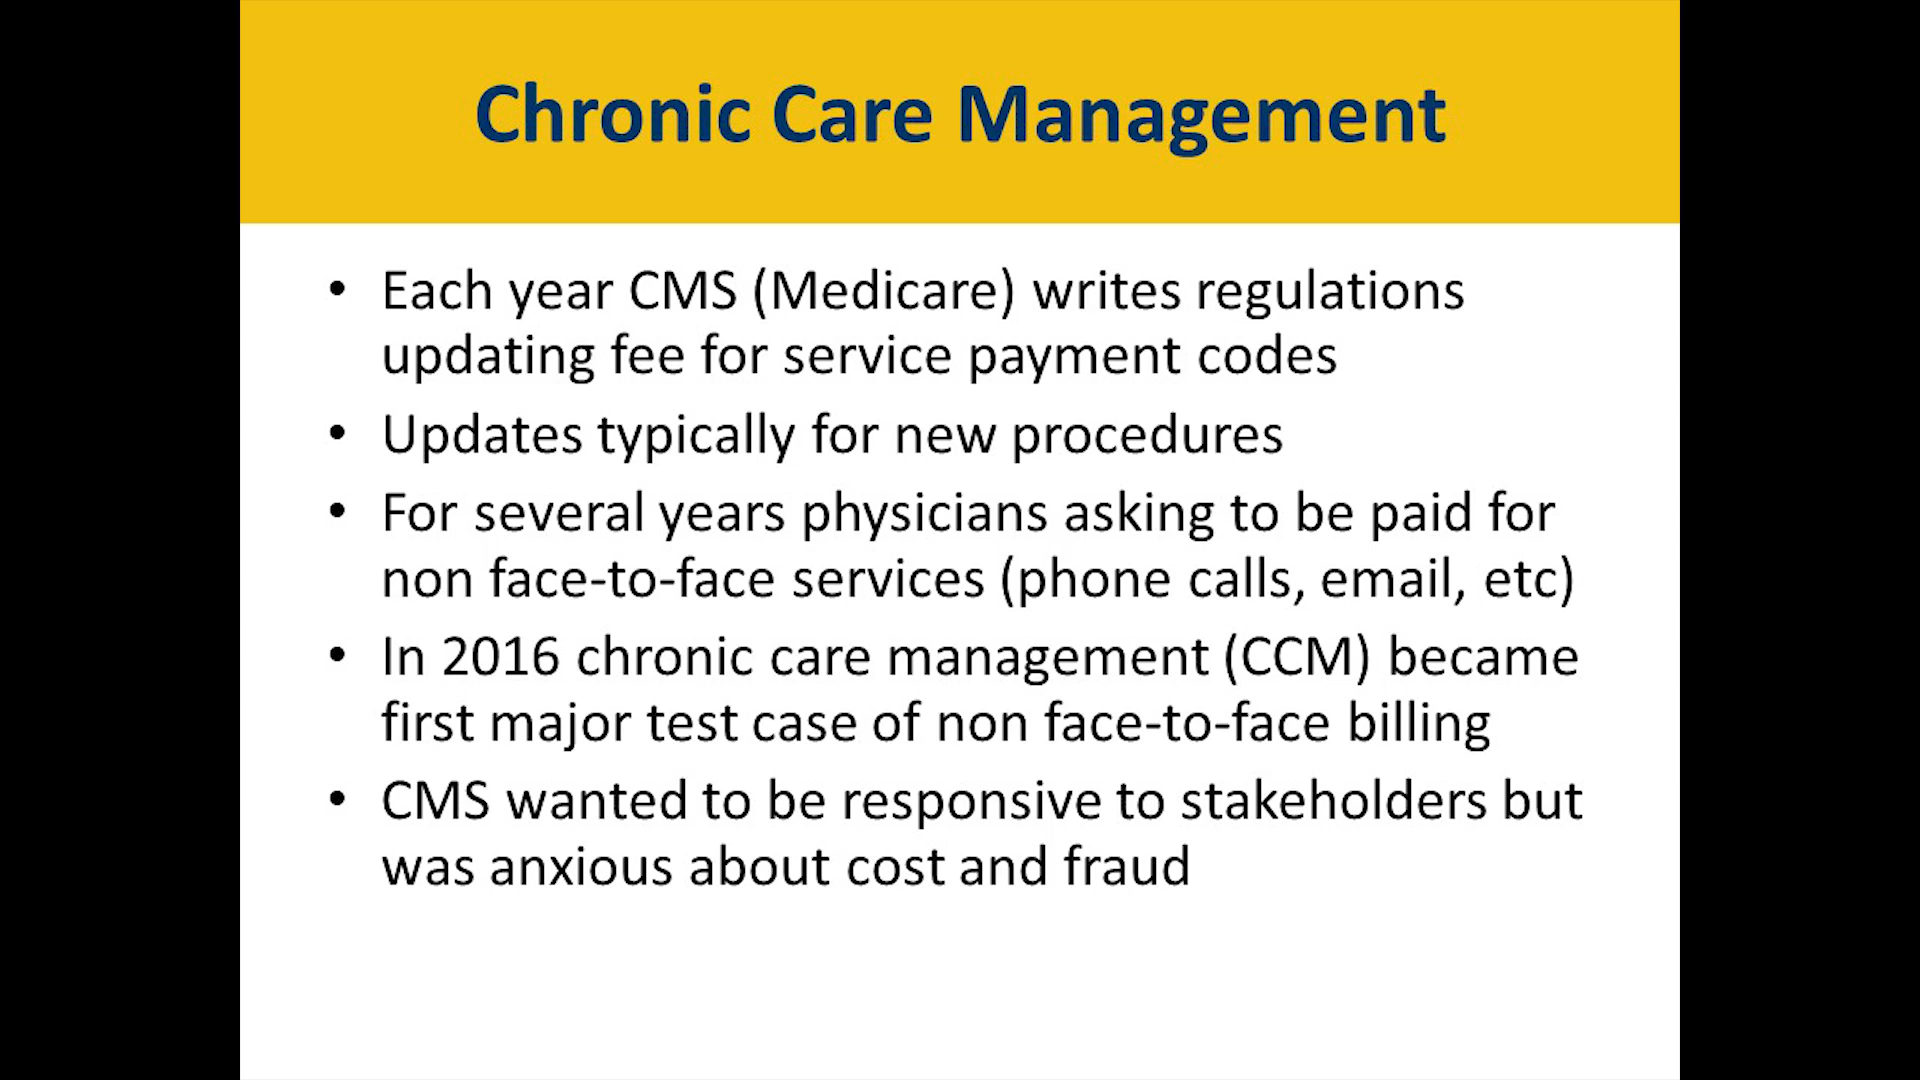 Chronic Care Management
• Each year CMS (Medicare) writes regulations
updating fee for service payment codes
• Updates typically for new procedures
• For several years physicians asking to be paid for
non face-to-face services (phone calls, email, etc)
• In 2016 chronic care management (CCM) became
first major test case of non face-to-face billing
• CMS wanted to be responsive to stakeholders but
was anxious about cost and fraud